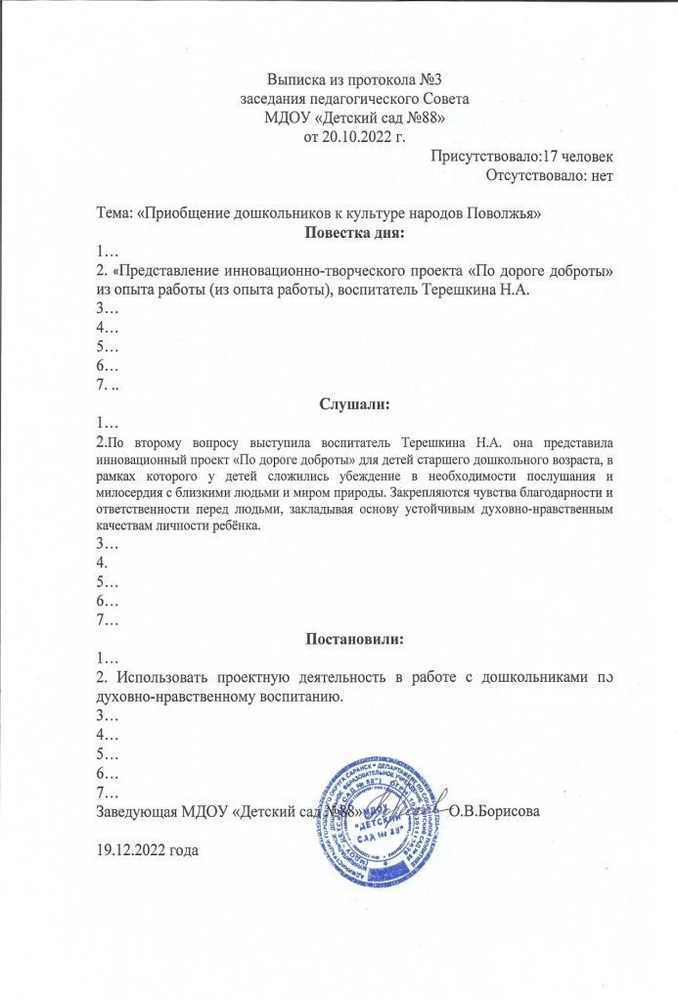 Выписка из протокола №3
заседания педагогического Совета
МДОУ «Детский сад №88»
от 20.10.2022 г.
Присутствовало:17 человек
Отсутствовало: нет
Тема: «Приобщение дошкольников к культуре народов Поволжья»
Повестка дня:
1…
2. «Представление инновационно-творческого проекта «По дороге доброты»
из опыта работы (из опыта работы), воспитатель Терешкина Н.А.
3…
4…
5…
6…
7. ..
Слушали:
1…
2.По второму вопросу выступила воспитатель Терешкина Н.А. она представила
инновационный проект «По дороге доброты» для детей старшего дошкольного возраста, в
рамках которого у детей сложились убеждение в необходимости послушания и
милосердия с близкими людьми и миром природы. Закрепляются чувства благодарности и
ответственности перед людьми, закладывая основу устойчивым духовно-нравственным
качествам личности ребёнка.
3…
4.
5…
6…
7…
Постановили:
1…
2. Использовать проектную деятельность в работе с дошкольниками по
духовно-нравственному воспитанию.
3…
4…
5…
6…
7…
Заведующая МДОУ «Детский сад №88» О.В.Борисова
МДОУ
"ДЕТСКИЙ
САД № 88"
19.12.2022 года